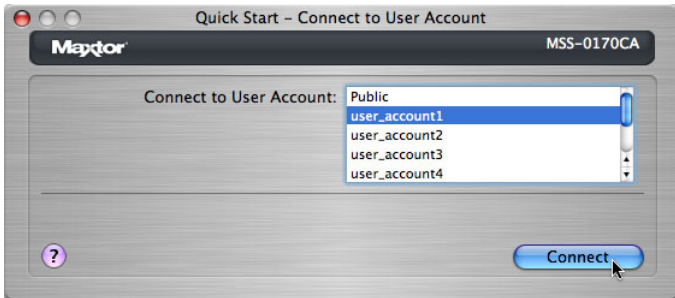 Quick Start – Connect to User Account
Maxtor
MSS-0170CA
Connect to User Account:
Public
user_account1
user_account2
user_account3
user_account4
?
Connect